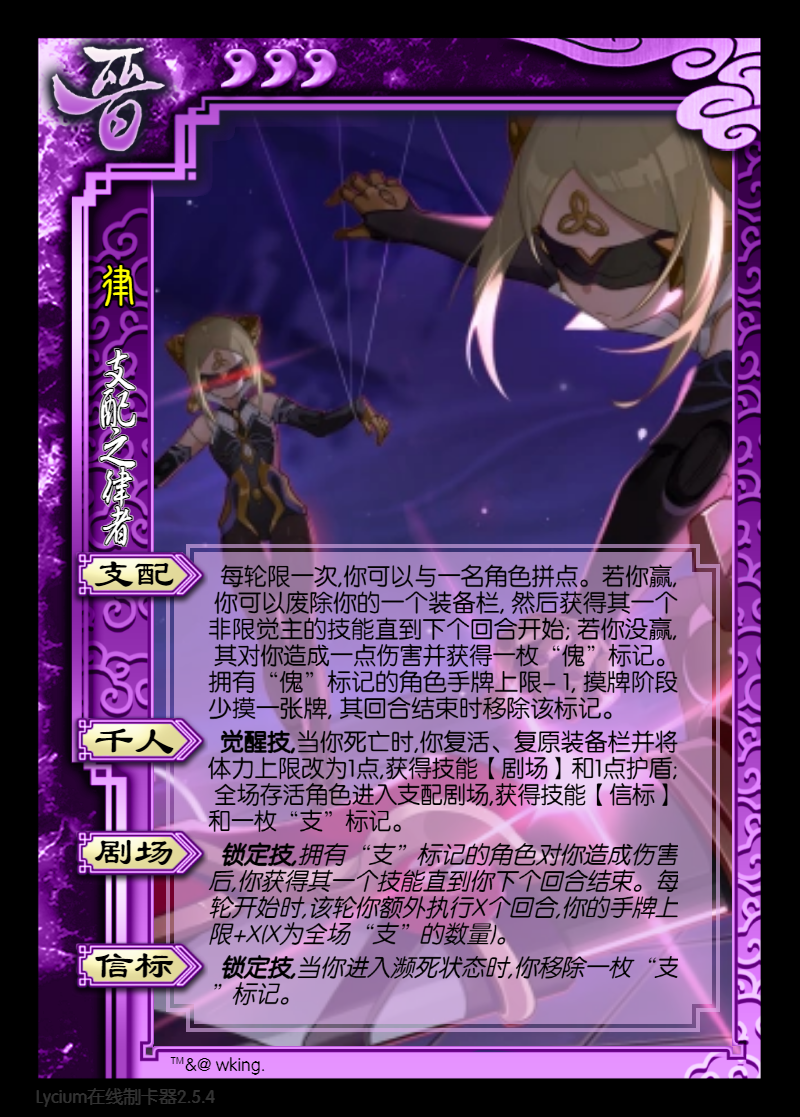 晋
律
支配之律者
支配
每轮限一次,你可以与一名角色拼点。若你赢,
你可以废除你的一个装备栏, 然后获得其一个
非限觉主的技能直到下个回合开始; 若你没赢,
其对你造成一点伤害并获得一枚“傀”标记。
拥有“傀”标记的角色手牌上限-1, 摸牌阶段
少摸一张牌, 其回合结束时移除该标记。
千人
觉醒技,当你死亡时,你复活、复原装备栏并将
体力上限改为1点,获得技能【剧场】和1点护盾;
全场存活角色进入支配剧场,获得技能【信标】
和一枚“支”标记。
剧场
锁定技,拥有“支”标记的角色对你造成伤害
后,你获得其一个技能直到你下个回合结束。每
轮开始时,该轮你额外执行X个回合,你的手牌上
限+X(X为全场“支”的数量)。
信标
锁定技,当你进入濒死状态时,你移除一枚“支
”标记。
™&@ wking.
Lycium在线制卡器2.5.4